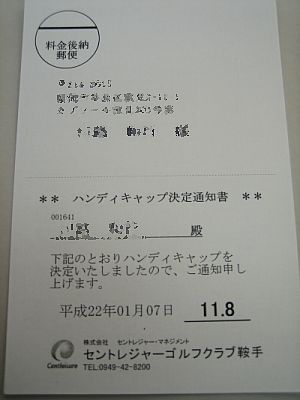 料金後納
郵便
様
** ハンディキャップ決定通知書 **
001641
殿
下記のとおりハンディキャップを
決定いたしましたので、ご通知申し
上げます。
平成22年01月07日 11.8
株式会社 セントレジャー・マネジメント
セントレジャーゴルフクラブ鞍手
Centleisure TEL:0949-42-8200